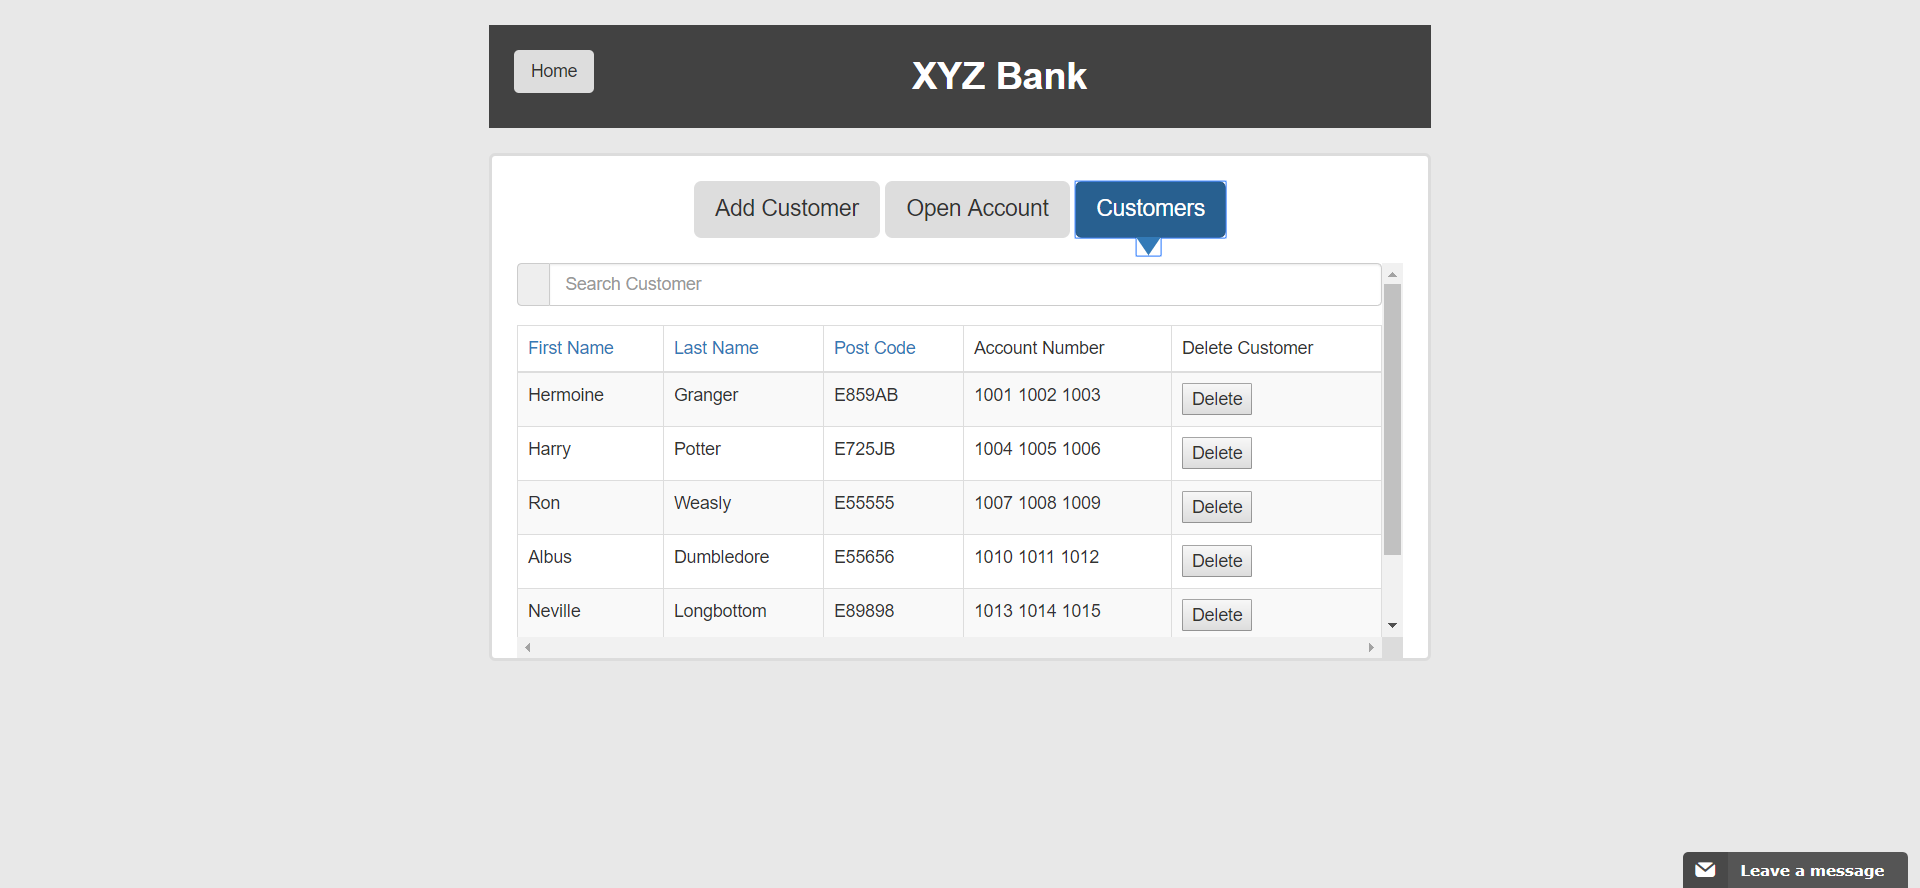 Home
XYZ Bank
Add Customer Open Account Customers
Search Customer
First Name Last Name Post Code Account Number Delete Customer
Hermoine Granger E859AB 1001 1002 1003 Delete
Harry Potter E725JB 1004 1005 1006 Delete
Ron Weasly E55555 1007 1008 1009 Delete
Albus Dumbledore E55656 1010 1011 1012 Delete
Neville Longbottom E89898 1013 1014 1015 Delete
Leave a message